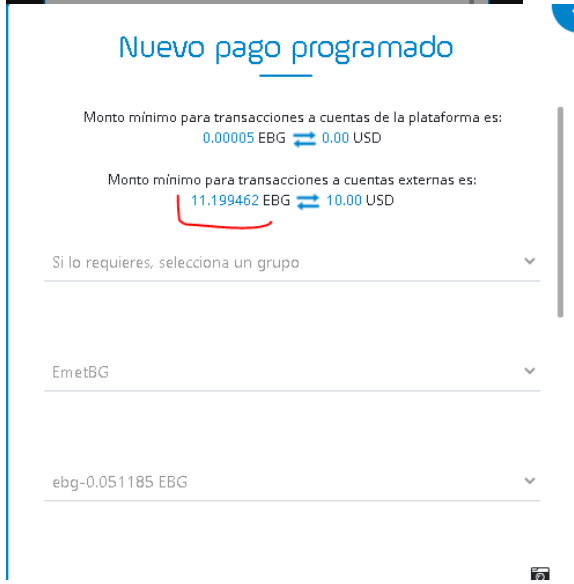 Nuevo pago programado
Monto mínimo para transacciones a cuentas de la plataforma es:
0.00005 EBG 0.00 USD
Monto mínimo para transacciones a cuentas externas es:
11.199462 EBG 10.00 USD
Si lo requieres, selecciona un grupo
EmetBG
ebg-0.051185 EBG